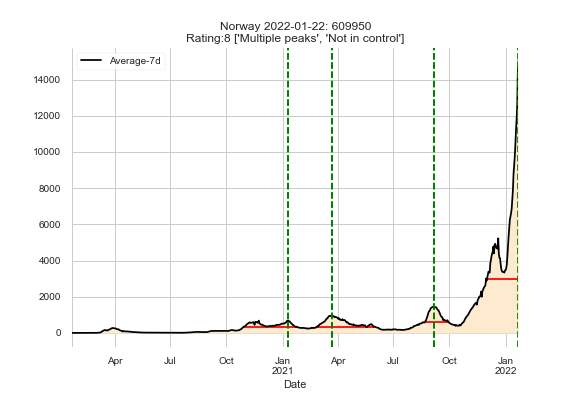 Norway 2022-01-22: 609950
Rating:8 ['Multiple peaks', 'Not in control']
Average-7d
14000
12000
10000
8000
6000
4000
2000
0
Apr Jul Oct Jan Apr Jul Oct Jan
2021 2022
Date